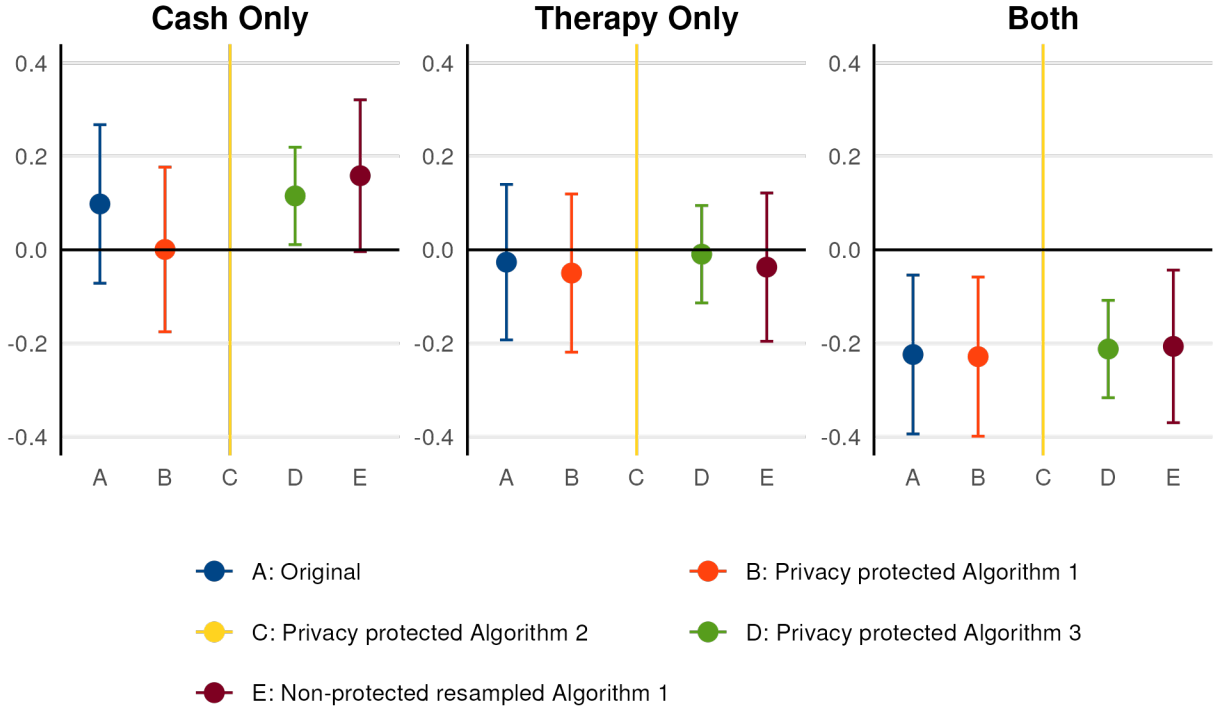 Cash Only Therapy Only Both
0.4 0.4 0.4
0.2 0.2 0.2
0.0 0.0 0.0
-0.2 -0.2 -0.2
-0.4 -0.4 -0.4
A B C D E A B C D E A B C D E
A: Original B: Privacy protected Algorithm 1
C: Privacy protected Algorithm 2 D: Privacy protected Algorithm 3
E: Non-protected resampled Algorithm 1